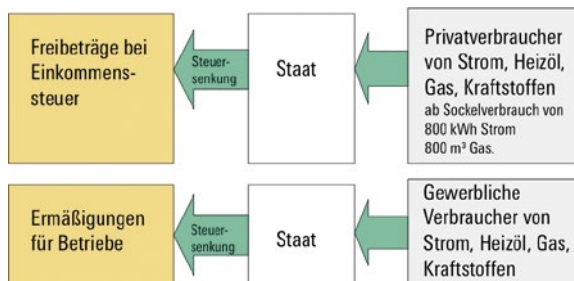 Freibeträge bei
Einkommens-
steuer
Steuer-
senkung
Staat
Privatverbraucher
von Strom, Heizöl,
Gas, Kraftstoffen
ab Sockelverbrauch von
800 kWh Strom
800 m³ Gas.
Ermäßigungen
für Betriebe
Steuer-
senkung
Staat
Gewerbliche
Verbraucher von
Strom, Heizöl, Gas,
Kraftstoffen